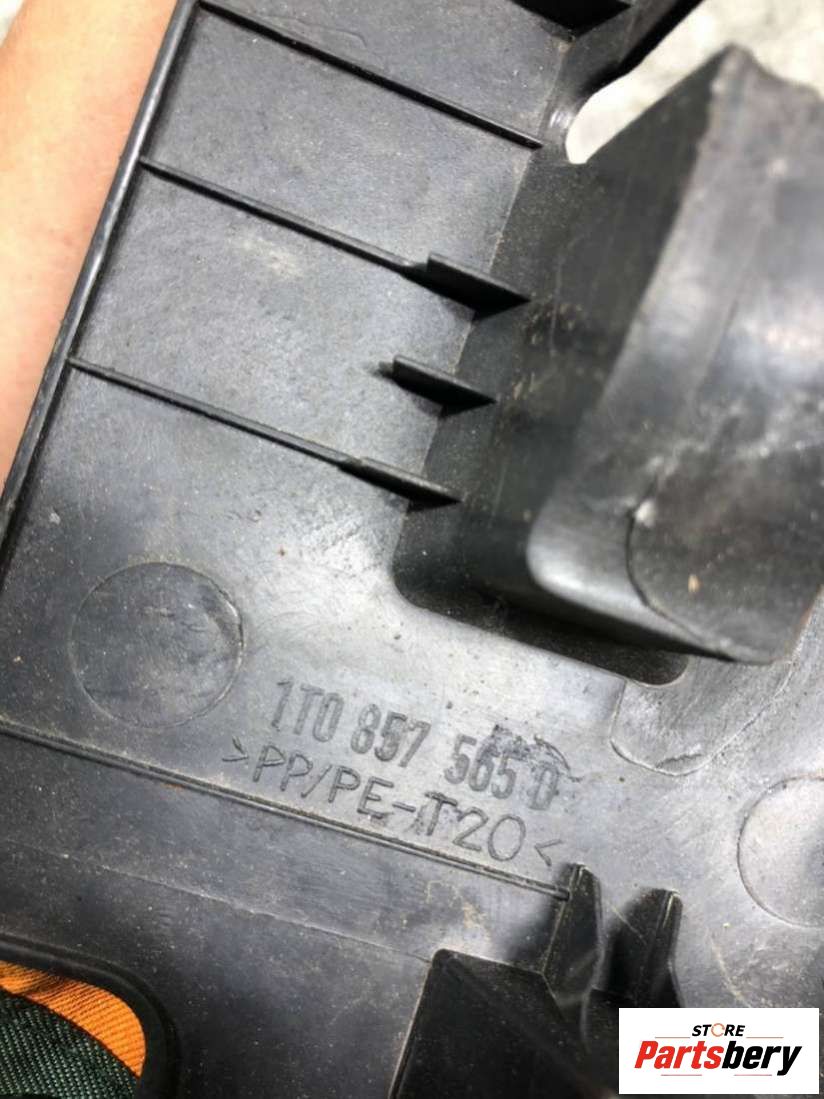 1T0 857 565 D
>PP/PE-T20<
STORE
Partsbery